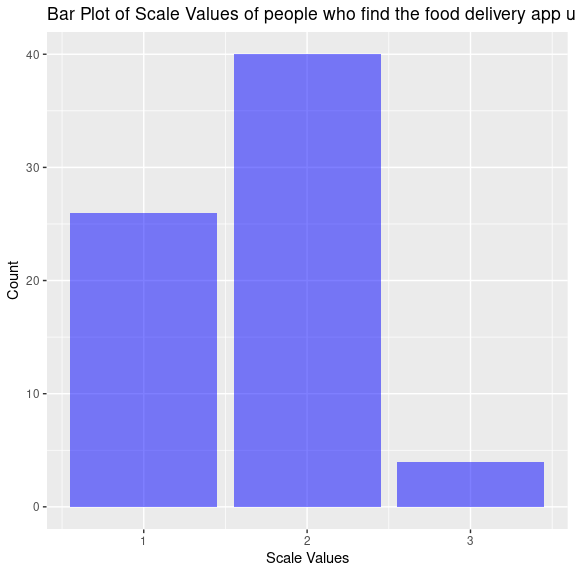 Bar Plot of Scale Values of people who find the food delivery app u
40
30
20
10
0
Count
1 2 3
Scale Values